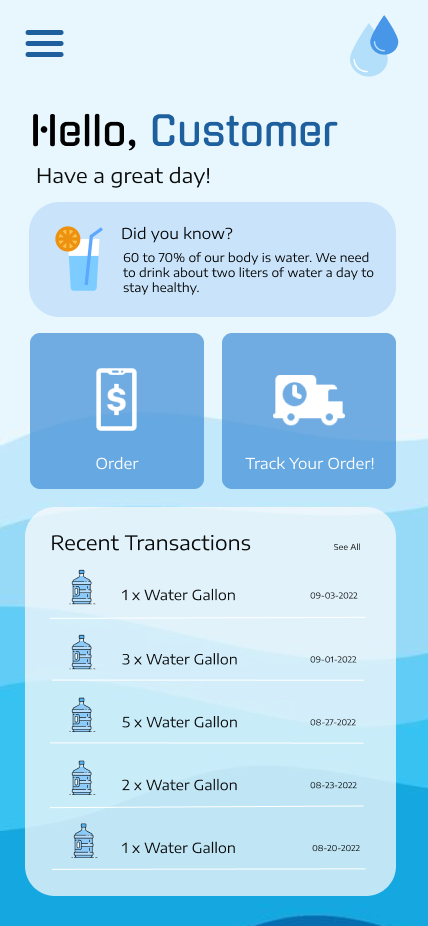 Hello, Customer
Have a great day!
Did you know?
60 to 70% of our body is water. We need
to drink about two liters of water a day to
stay healthy.
$
Order
Track Your Order!
Recent Transactions
See All
1 x Water Gallon
09-03-2022
3 x Water Gallon
09-01-2022
5 x Water Gallon
08-27-2022
2 x Water Gallon
08-23-2022
1 x Water Gallon
08-20-2022